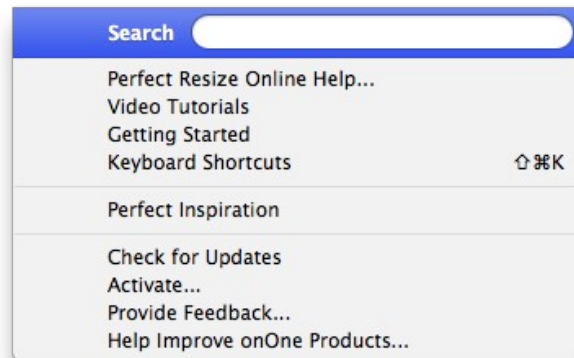 Search
Perfect Resize Online Help...
Video Tutorials
Getting Started
Keyboard Shortcuts ⇧⌘K
Perfect Inspiration
Check for Updates
Activate...
Provide Feedback...
Help Improve onOne Products...